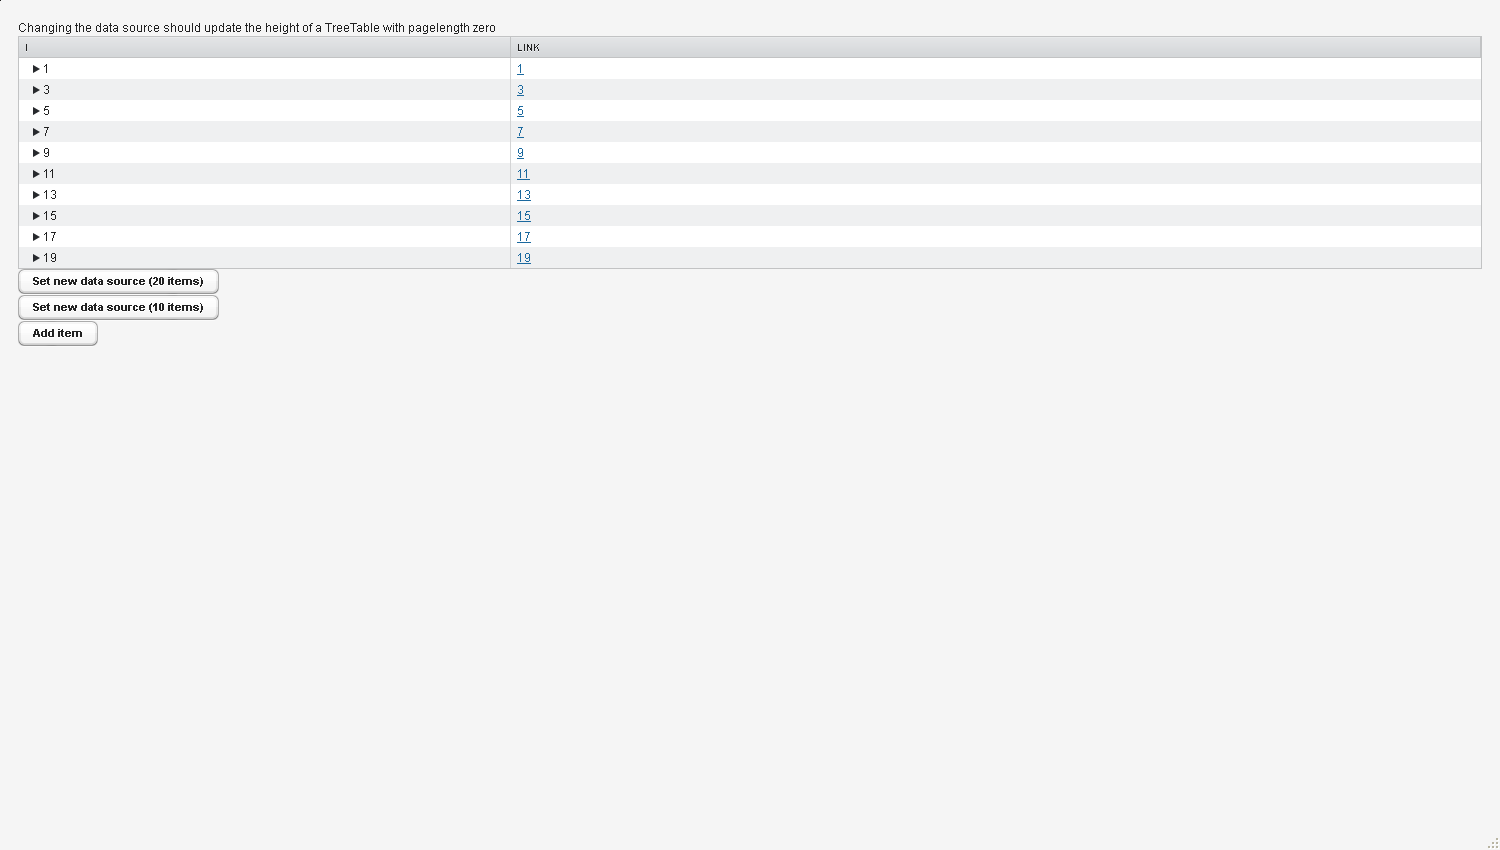 Changing the data source should update the height of a TreeTable with pagelength zero
I LINK
1 1
3 3
5 5
7 7
9 9
11 11
13 13
15 15
17 17
19 19
Set new data source (20 items)
Set new data source (10 items)
Add item